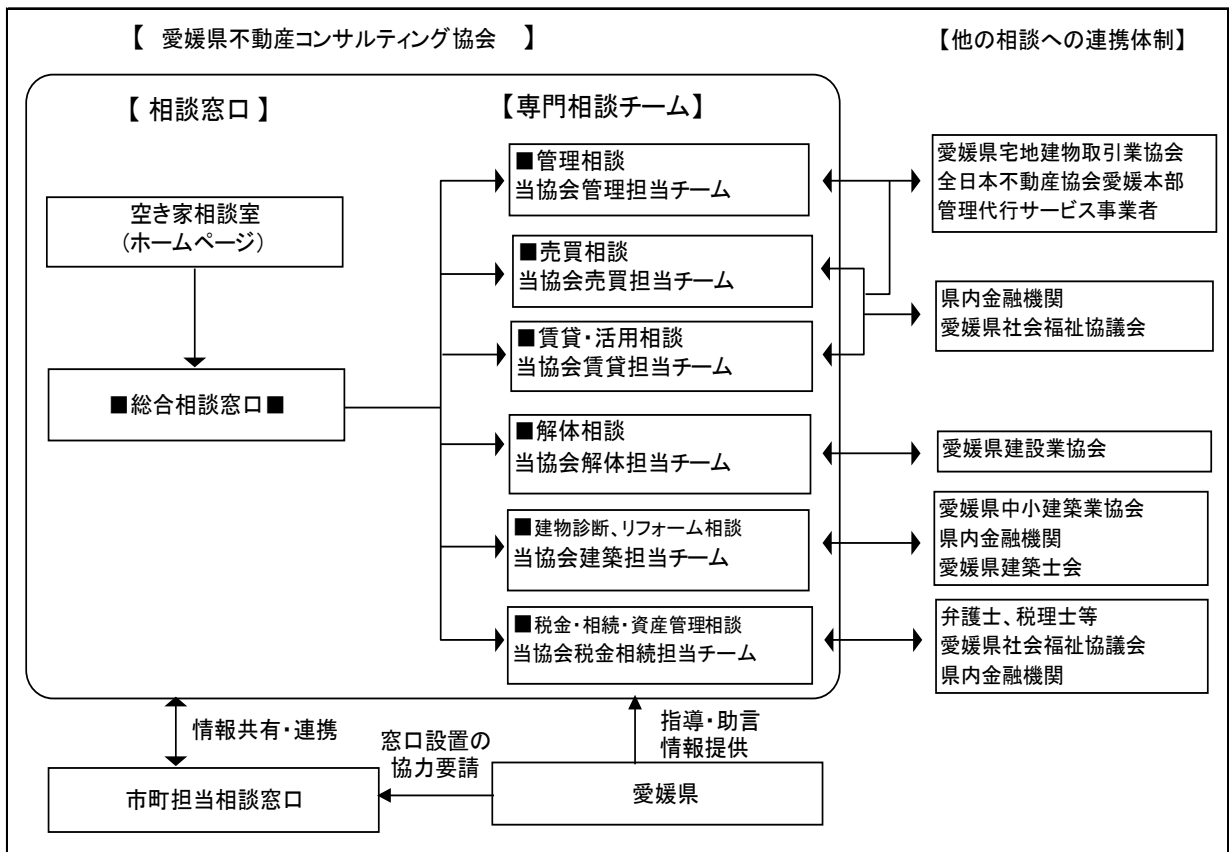 【 愛媛県不動産コンサルティング協会 】
【他の相談への連携体制】
【 相談窓口 】
【専門相談チーム】
空き家相談室
(ホームページ)
■総合相談窓口■
■管理相談
当協会管理担当チーム
■売買相談
当協会売買担当チーム
■賃貸・活用相談
当協会賃貸担当チーム
■解体相談
当協会解体担当チーム
■建物診断、リフォーム相談
当協会建築担当チーム
■税金・相続・資産管理相談
当協会税金相続担当チーム
愛媛県宅地建物取引業協会
全日本不動産協会愛媛本部
管理代行サービス事業者
県内金融機関
愛媛県社会福祉協議会
愛媛県建設業協会
愛媛県中小建築業協会
県内金融機関
愛媛県建築士会
弁護士、税理士等
愛媛県社会福祉協議会
県内金融機関
情報共有・連携
窓口設置の
協力要請
指導・助言
情報提供
市町担当相談窓口
愛媛県